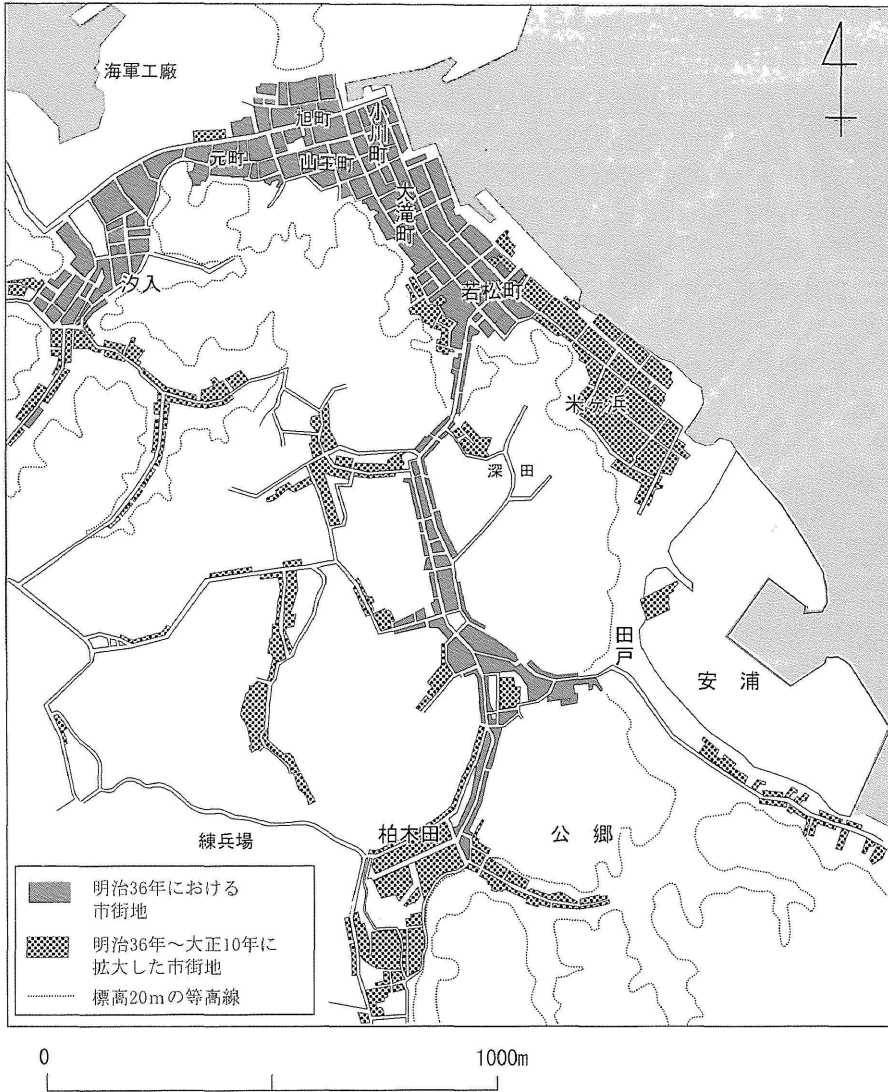 海軍工廠
旭町
小川町
元町
山王町
大滝町
汐入
若松町
米ヶ浜
深田
田戸
安浦
柏木田
公郷
練兵場
明治36年における
市街地
明治36年～大正10年に
拡大した市街地
標高20mの等高線
0
1000m